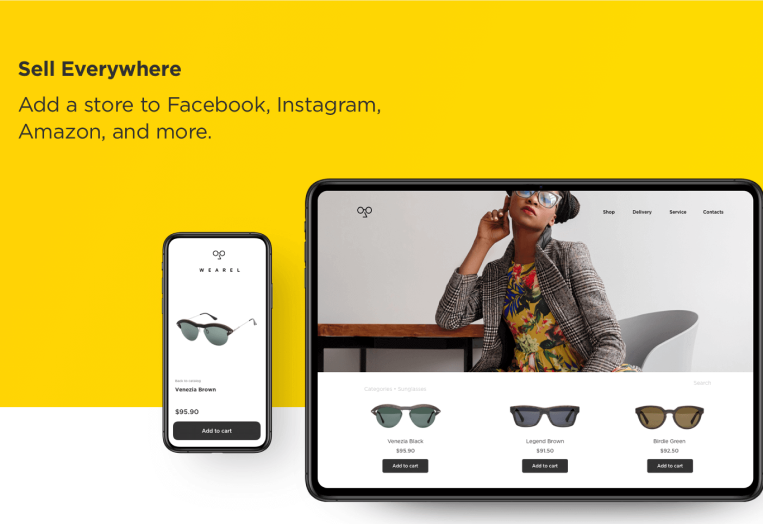 Sell Everywhere
Add a store to Facebook, Instagram,
Amazon, and more.
WEAREL
Back to catalog
Venezia Brown
$95.90
Add to cart
Shop Delivery Service Contacts
Categories • Sunglasses
Search
Venezia Black Legend Brown Birdie Green
$95.90 $91.50 $92.50
Add to cart Add to cart Add to cart